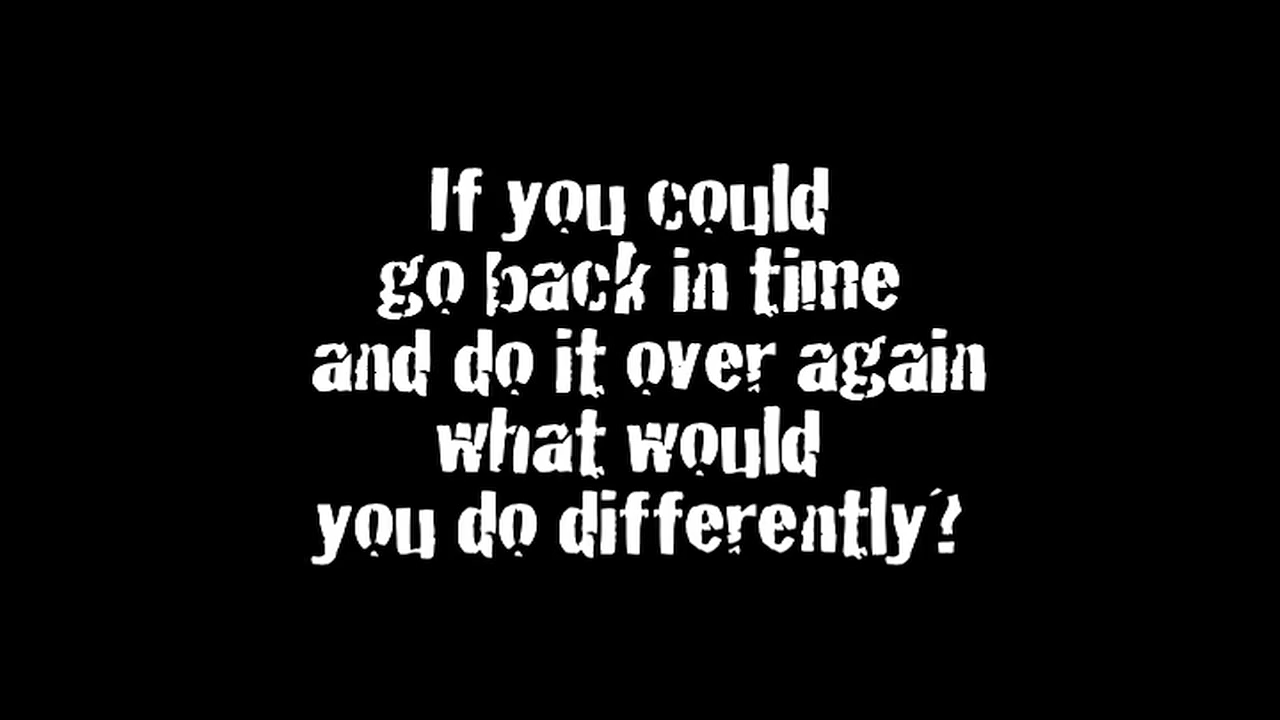 If you could
go back in time
and do it over again
what would
you do differently?